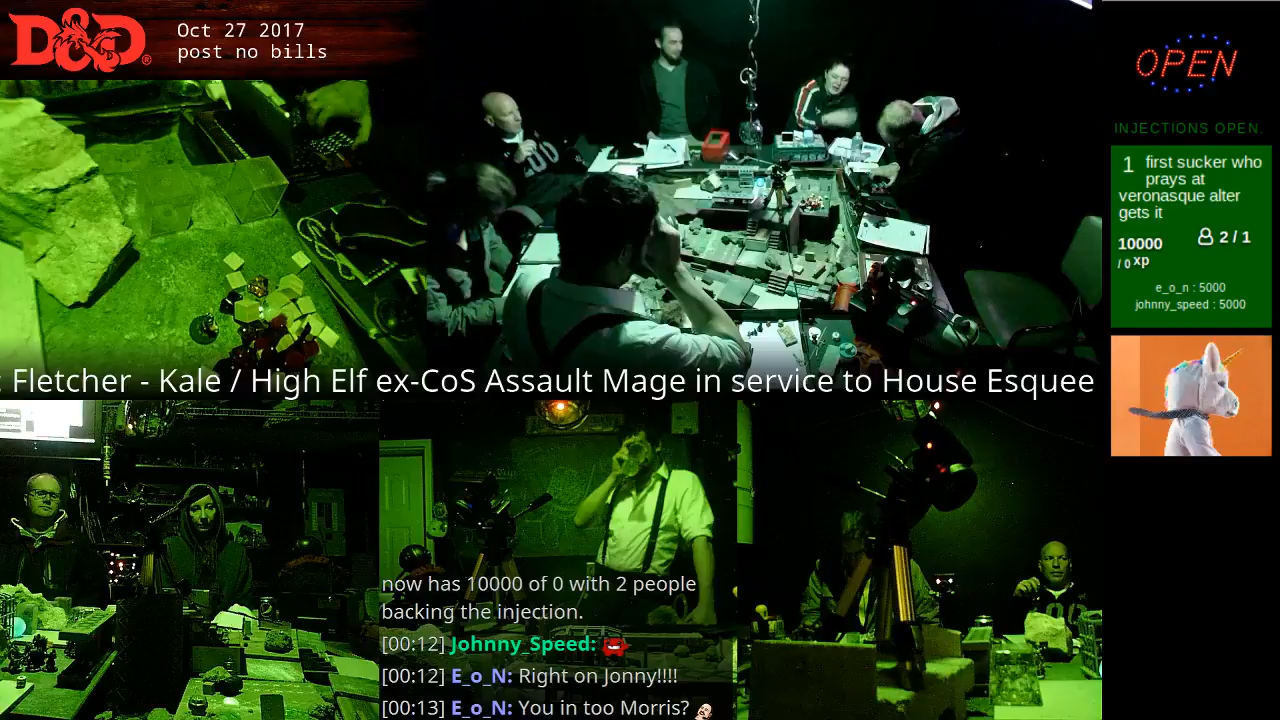 D&D®
Oct 27 2017
post no bills
OPEN
INJECTIONS OPEN.
1 first sucker who
prays at
veronasque alter
gets it
10000
/ 0 xp
2 / 1
e_o_n : 5000
johnny_speed : 5000
: Fletcher - Kale / High Elf ex-CoS Assault Mage in service to House Esquee
00
now has 10000 of 0 with 2 people
backing the injection.
[00:12] Johnny_Speed:
[00:12] E_o_N: Right on Jonny!!!!
[00:13] E_o_N: You in too Morris?